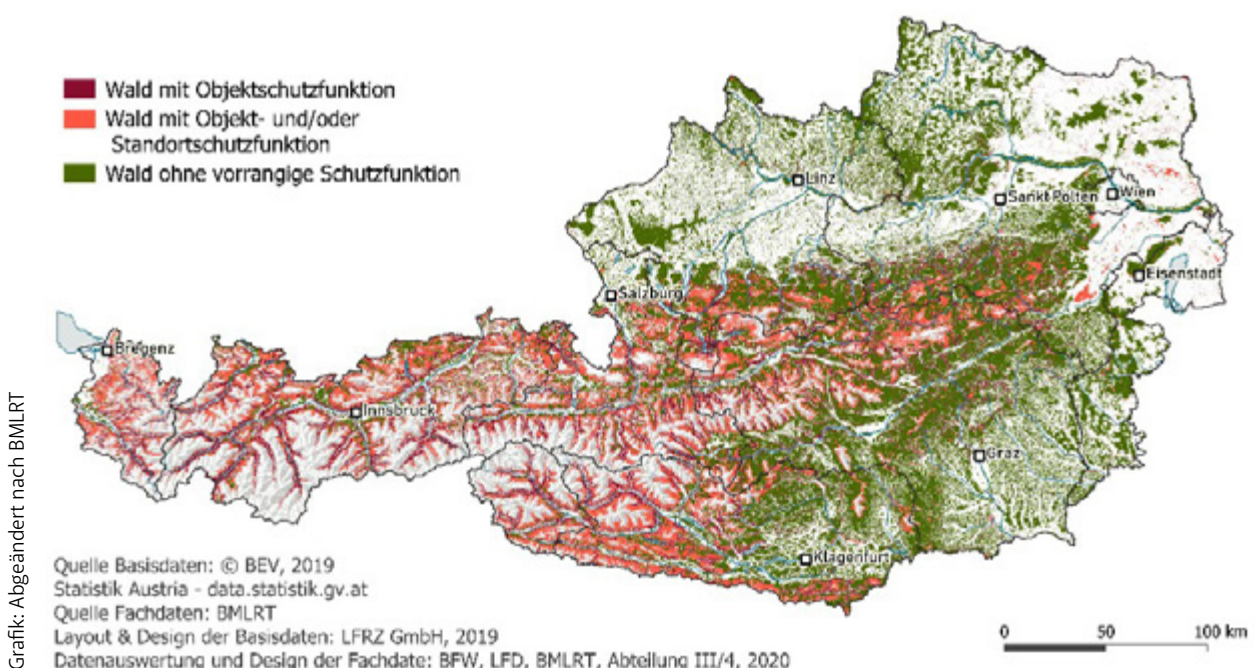 Wald mit Objektschutzfunktion
Wald mit Objekt- und/oder
Standortschutzfunktion
Wald ohne vorrangige Schutzfunktion
Linz
Sankt Pölten
Wien
Eisenstadt
Salzburg
Bregenz
Innsbruck
Graz
Klagenfurt
Quelle Basisdaten: © BEV, 2019
Statistik Austria - data.statistik.gv.at
Quelle Fachdaten: BMLRT
Layout & Design der Basisdaten: LFRZ GmbH, 2019
Datenauswertung und Design der Fachdate: BFW, LFD, BMLRT, Abteilung III/4, 2020
0 50 100 km
Grafik: Abgeändert nach BMLRT